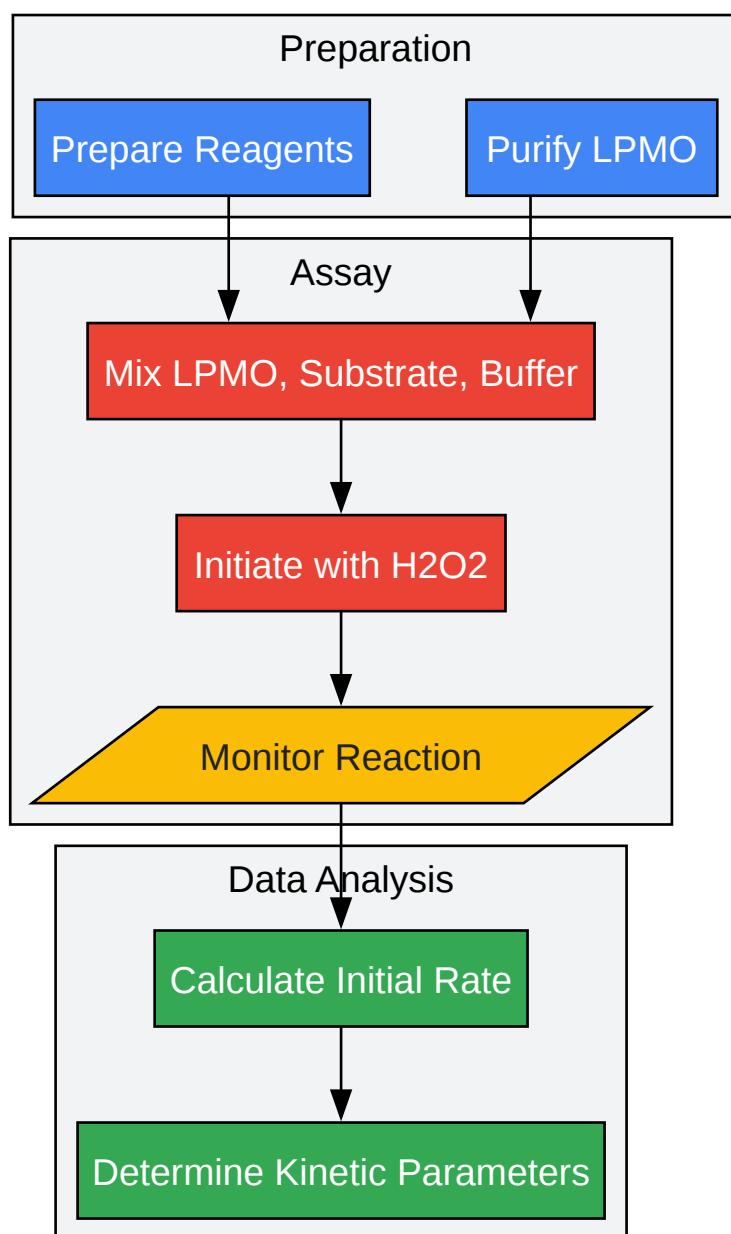 Preparation
Prepare Reagents
Purify LPMO
Assay
Mix LPMO, Substrate, Buffer
Initiate with H2O2
Monitor Reaction
Data Analysis
Calculate Initial Rate
Determine Kinetic Parameters